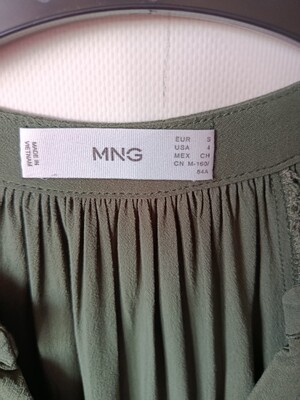 MADE IN
VIETNAM
MNG
EUR S
USA 4
MEX CH
CN M-160/
84A